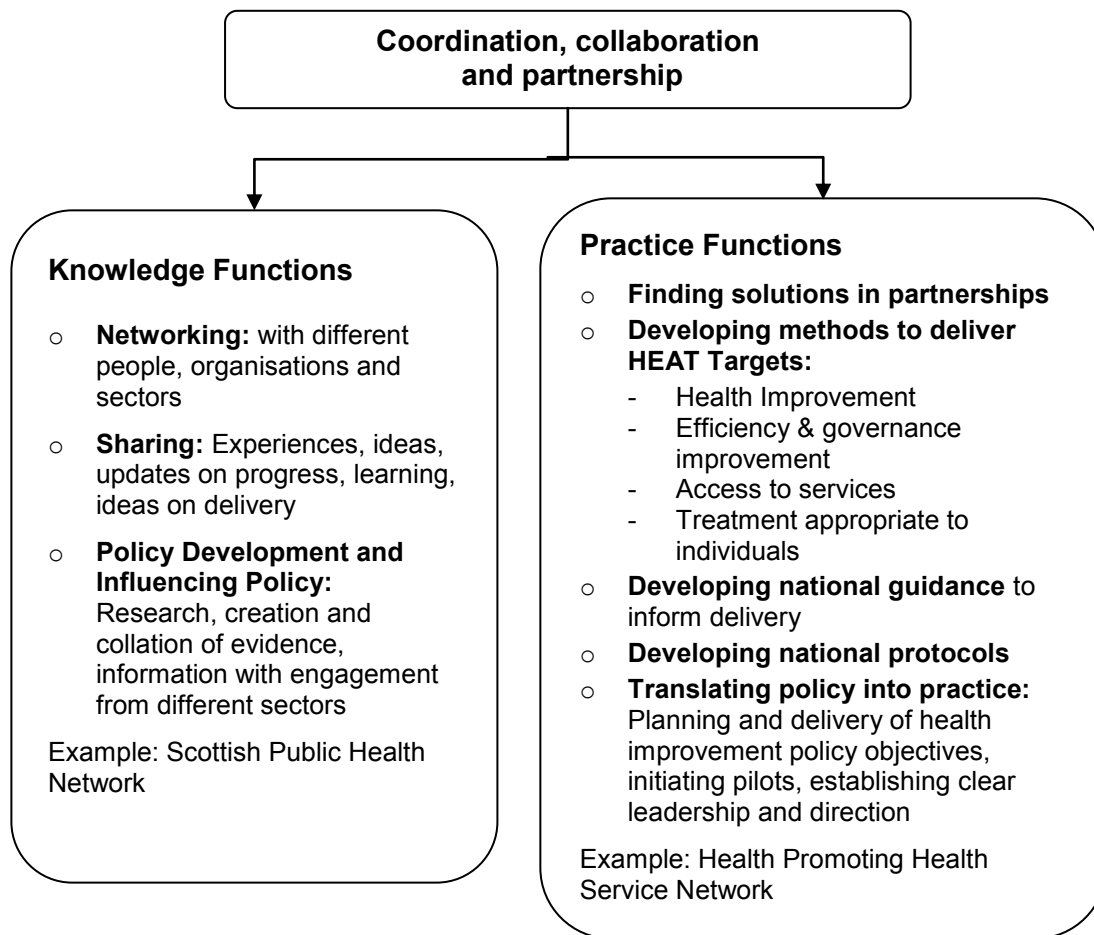 Coordination, collaboration
and partnership
Knowledge Functions
o Networking: with different
people, organisations and
sectors
o Sharing: Experiences, ideas,
updates on progress, learning,
ideas on delivery
o Policy Development and
Influencing Policy:
Research, creation and
collation of evidence,
information with engagement
from different sectors
Example: Scottish Public Health
Network
Practice Functions
o Finding solutions in partnerships
o Developing methods to deliver
HEAT Targets:
- Health Improvement
- Efficiency & governance
improvement
- Access to services
- Treatment appropriate to
individuals
o Developing national guidance to
inform delivery
o Developing national protocols
o Translating policy into practice:
Planning and delivery of health
improvement policy objectives,
initiating pilots, establishing clear
leadership and direction
Example: Health Promoting Health
Service Network